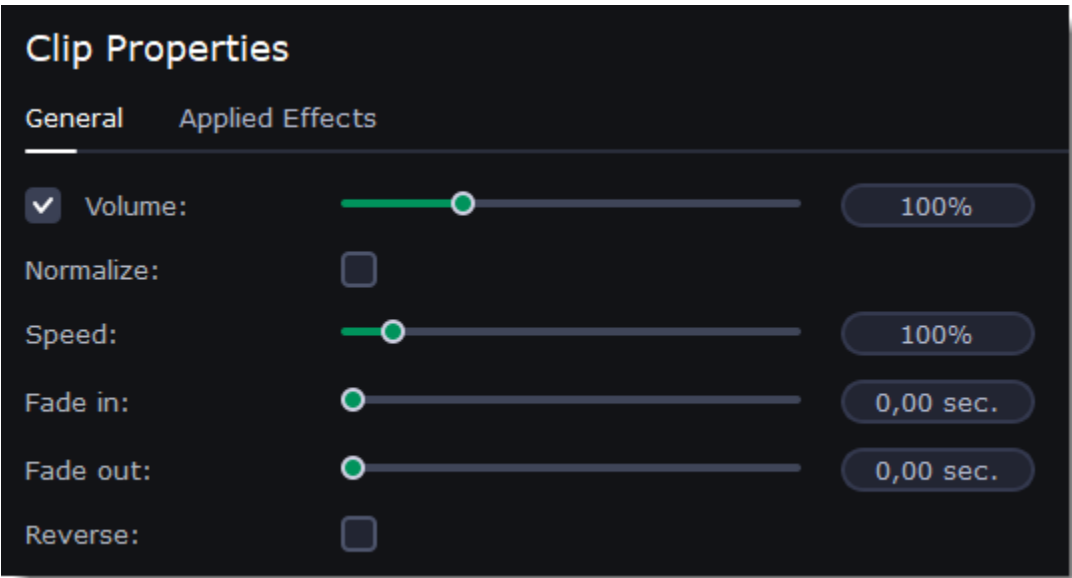 Clip Properties
General Applied Effects
Volume: 100%
Normalize:
Speed: 100%
Fade in: 0,00 sec.
Fade out: 0,00 sec.
Reverse: